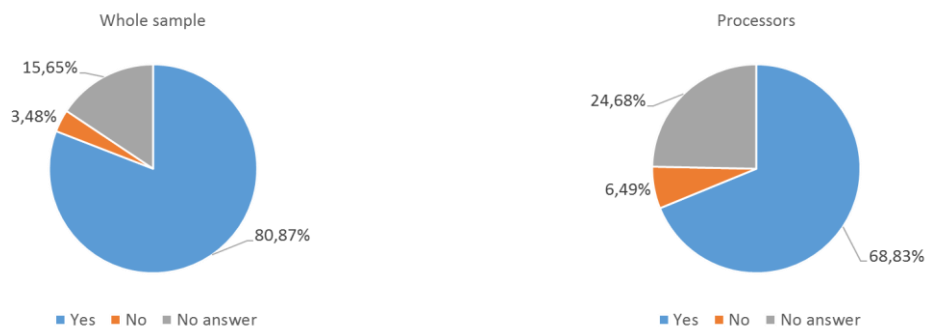 Whole sample
15,65%
3,48%
80,87%
Yes No No answer
Processors
24,68%
6,49%
68,83%
Yes No No answer